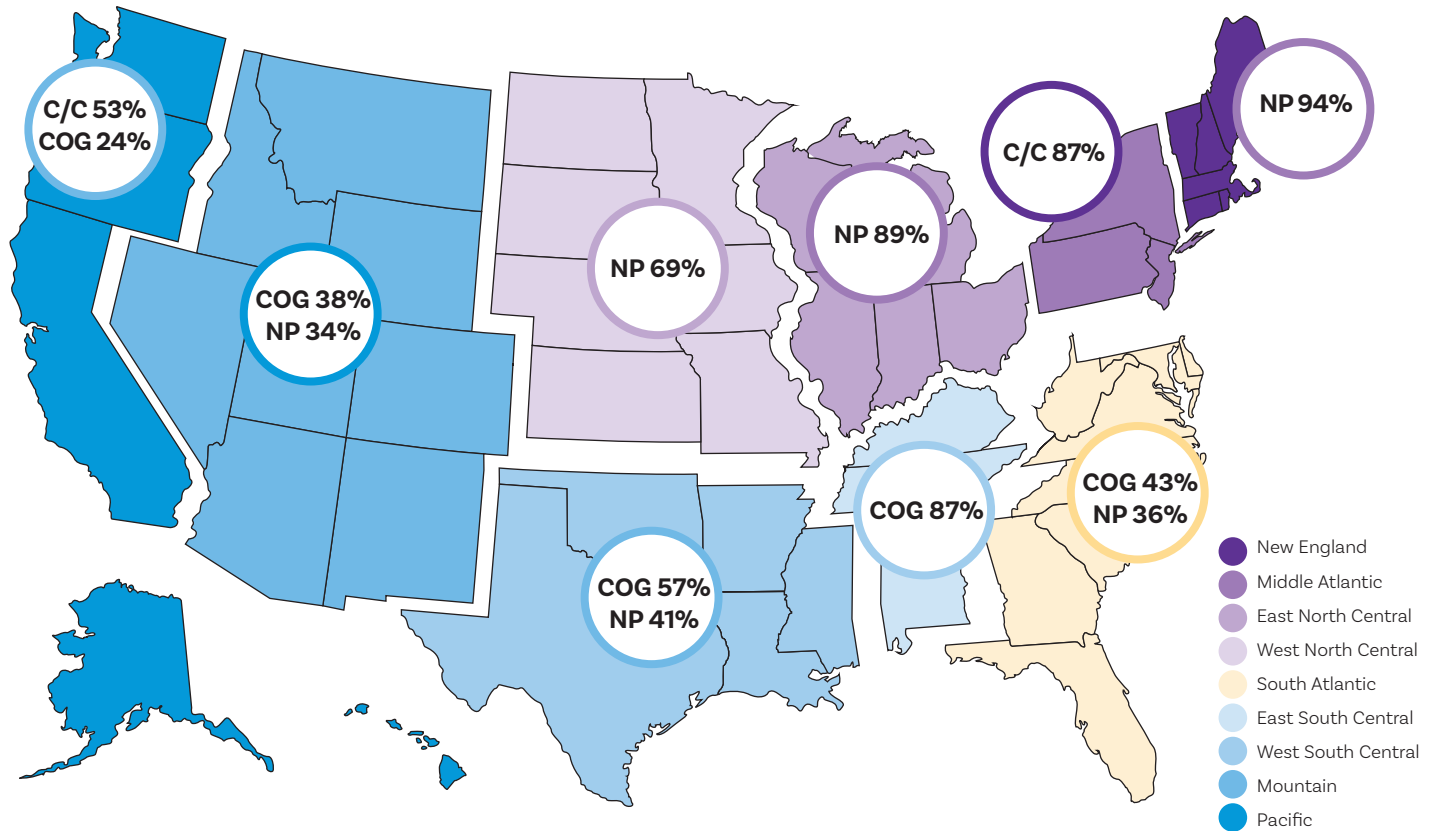 C/C 53%
COG 24%
COG 38%
NP 34%
NP 69%
NP 89%
C/C 87%
NP 94%
COG 57%
NP 41%
COG 87%
COG 43%
NP 36%
New England
Middle Atlantic
East North Central
West North Central
South Atlantic
East South Central
West South Central
Mountain
Pacific